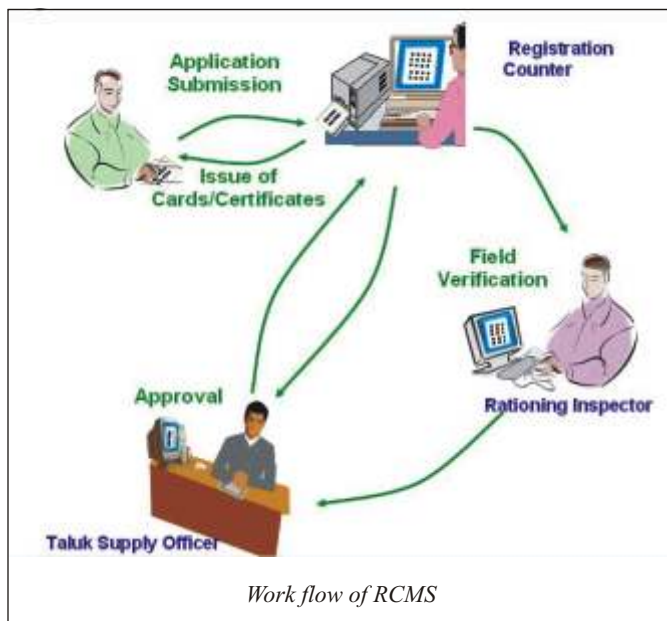 Application
Submission
Registration
Counter
Issue of
Cards/Certificates
Field
Verification
Rationing Inspector
Approval
Taluk Supply Officer
Work flow of RCMS